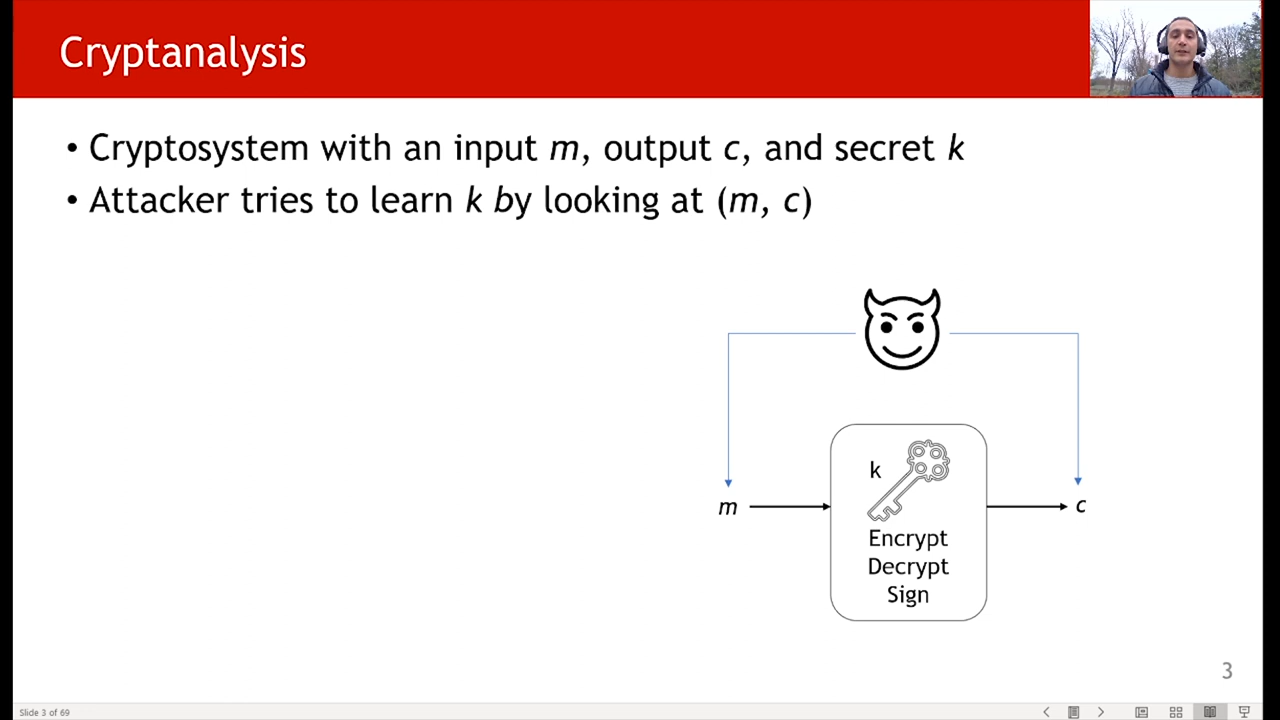 Cryptanalysis
• Cryptosystem with an input m, output c, and secret k
• Attacker tries to learn k by looking at (m, c)
k
m
c
Encrypt
Decrypt
Sign
3
Slide 3 of 69